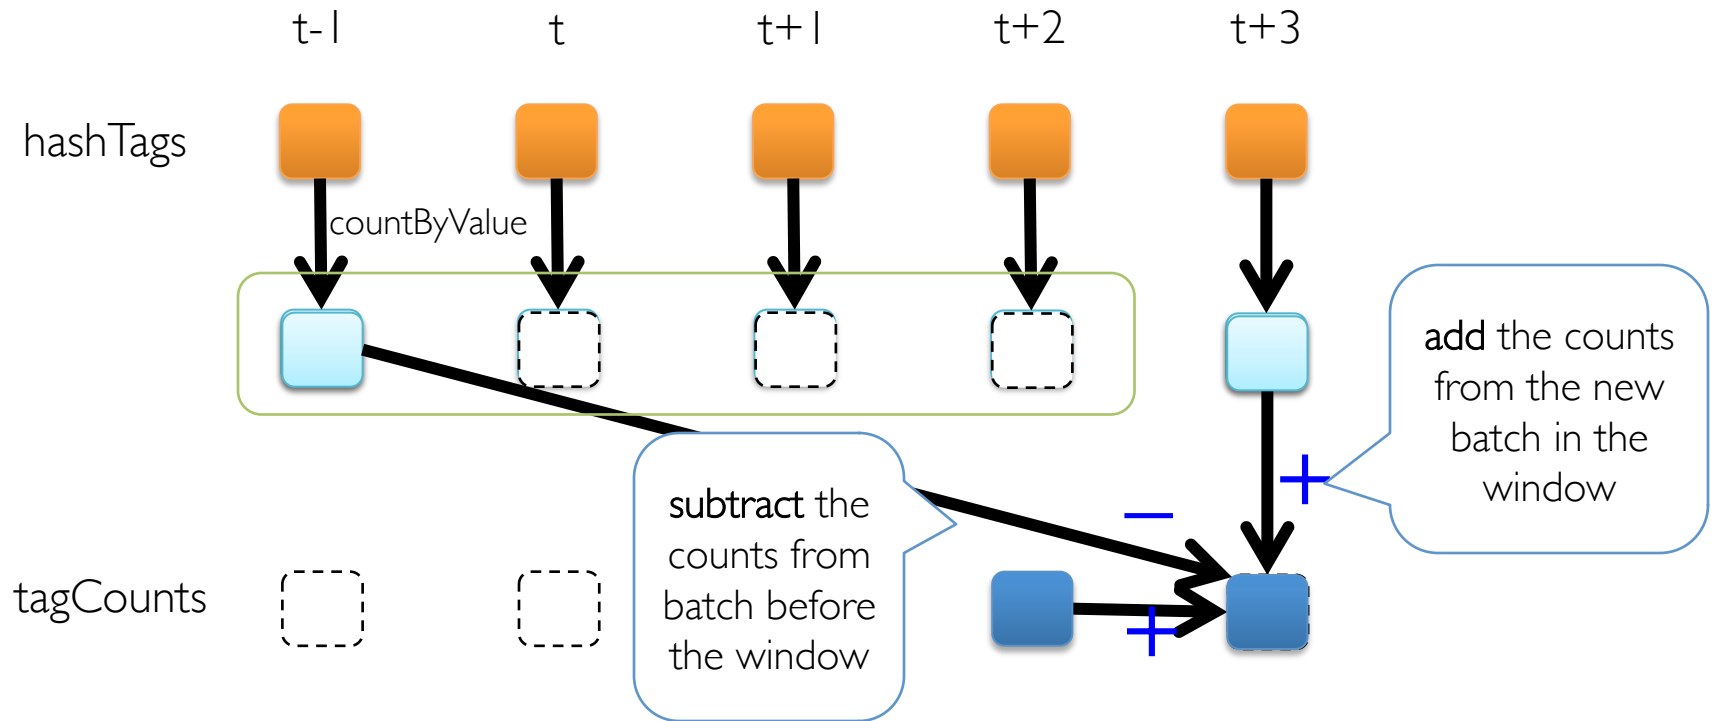 t-1 t t+1 t+2 t+3
hashTags
countByValue
add the counts
from the new
batch in the
window
+
subtract the
counts from
batch before
the window
−
tagCounts
+